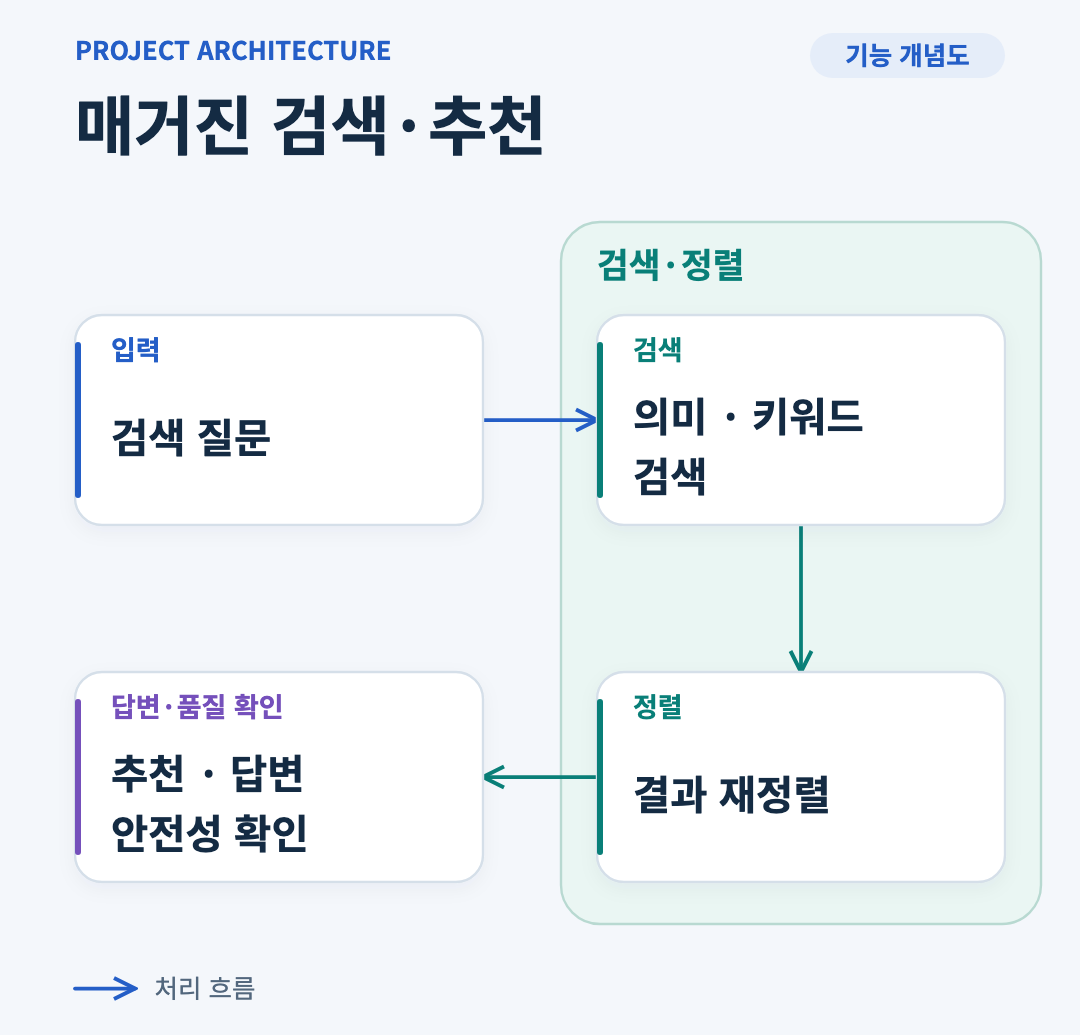 PROJECT ARCHITECTURE
기능 개념도
매거진 검색·추천
검색·정렬
입력
검색 질문
검색
의미 · 키워드
검색
답변·품질 확인
추천 · 답변
안전성 확인
정렬
결과 재정렬
처리 흐름